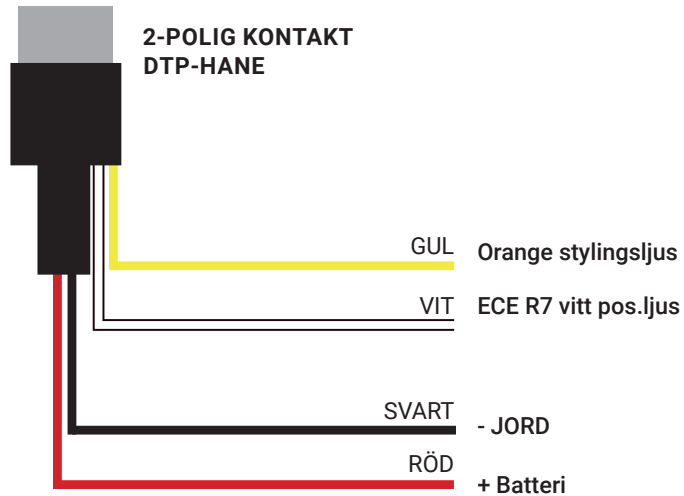 2-POLIG KONTAKT
DTP-HANE
GUL Orange stylingsljus
VIT ECE R7 vitt pos.ljus
SVART - JORD
RÖD + Batteri